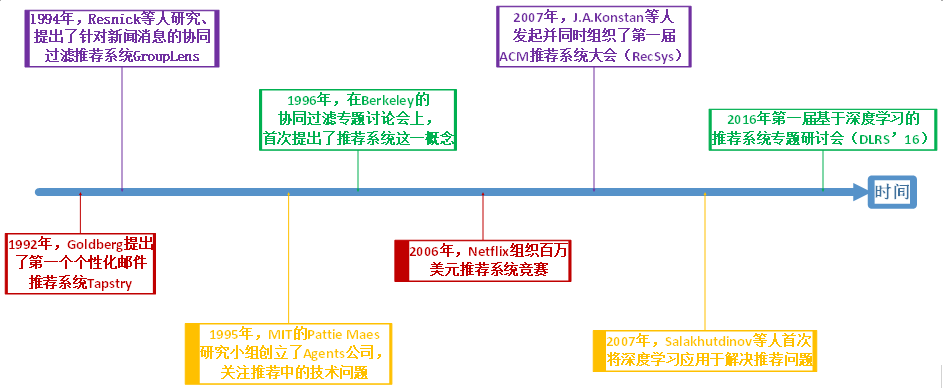 1994年，Resnick等人研究、
提出了针对新闻消息的协同
过滤推荐系统GroupLens
2007年，J.A.Konstan等人
发起并同时组织了第一届
ACM推荐系统大会（RecSys）
1996年，在Berkeley的
协同过滤专题讨论会上，
首次提出了推荐系统这一概念
2016年第一届基于深度学习的
推荐系统专题研讨会（DLRS’16）
时间
1992年，Goldberg提出
了第一个个性化邮件
推荐系统Tapstry
2006年，Netflix组织百万
美元推荐系统竞赛
1995年，MIT的Pattie Maes
研究小组创立了Agents公司，
关注推荐中的技术问题
2007年，Salakhutdinov等人首次
将深度学习应用于解决推荐问题